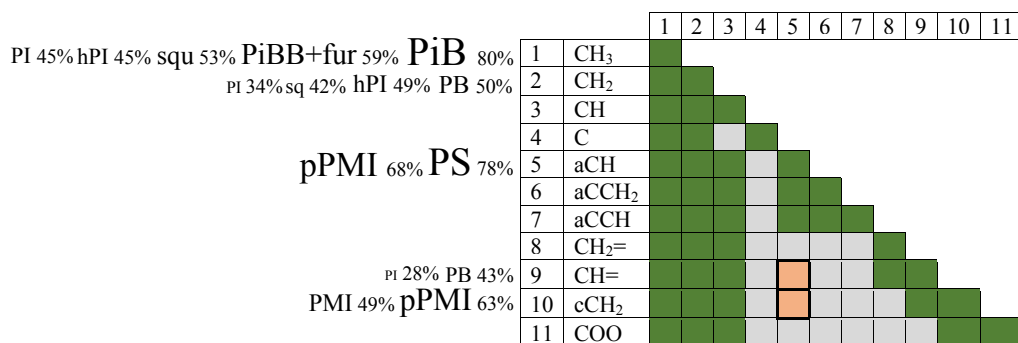 1 2 3 4 5 6 7 8 9 10 11
PI 45% hPI 45% squ 53% PiBB+fur 59% PiB 80% 1 CH₃
PI 34% sq 42% hPI 49% PB 50% 2 CH₂
3 CH
4 C
pPMI 68% PS 78% 5 aCH
6 aCCH₂
7 aCCH
8 CH₂=
PI 28% PB 43% 9 CH=
PMI 49% pPMI 63% 10 cCH₂
11 COO